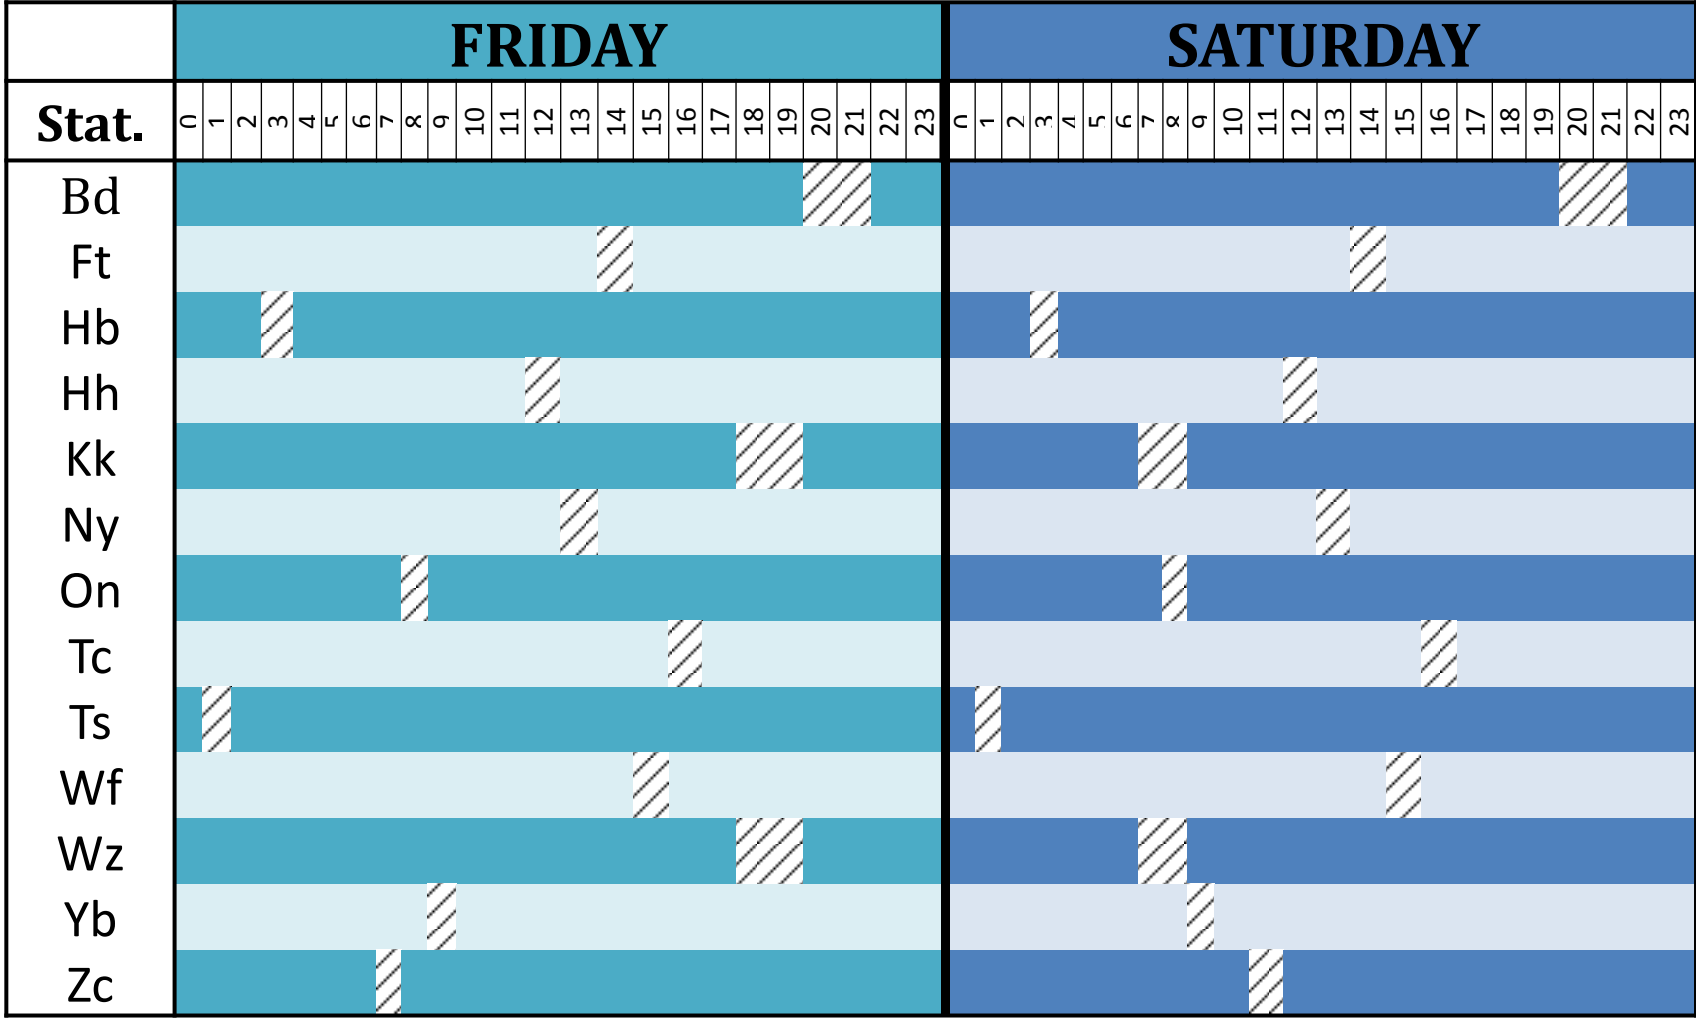 FRIDAY SATURDAY
Stat. 0 1 2 3 4 5 6 7 8 9 10 11 12 13 14 15 16 17 18 19 20 21 22 23 0 1 2 3 4 5 6 7 8 9 10 11 12 13 14 15 16 17 18 19 20 21 22 23
Bd
Ft
Hb
Hh
Kk
Ny
On
Tc
Ts
Wf
Wz
Yb
Zc